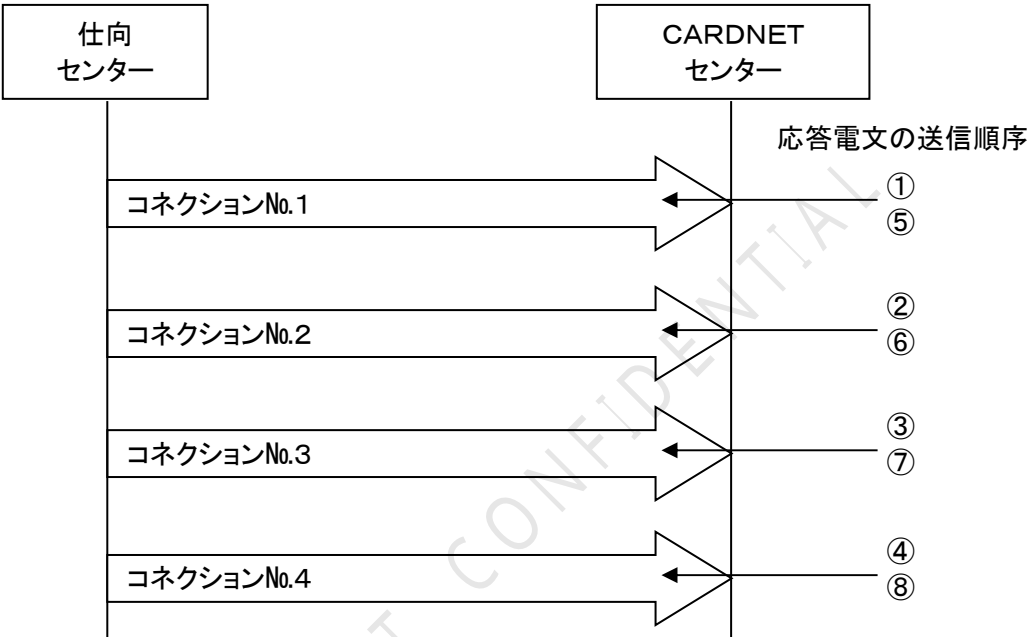 仕向
センター
CARDNET
センター
応答電文の送信順序
コネクション№1
①
⑤
コネクション№2
②
⑥
コネクション№3
③
⑦
コネクション№4
④
⑧
CONFIDENTIAL